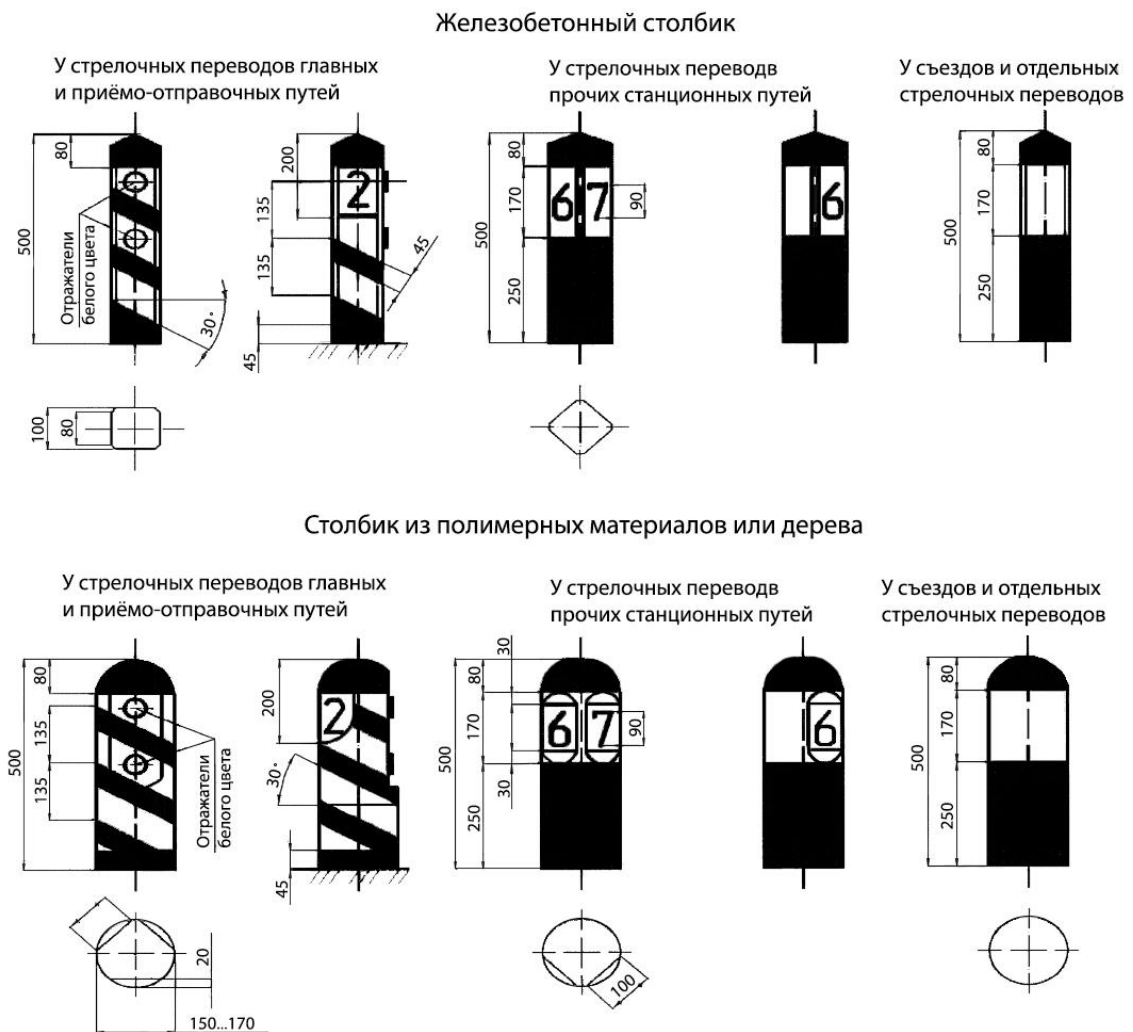 Железобетонный столбик
У стрелочных переводов главных
и приёмо-отправочных путей
У стрелочных переводв
прочих станционных путей
У съездов и отдельных
стрелочных переводов
500
80
Отражатели
белого цвета
30°
200
135
135
45
45
2
500
80
170
250
6 7
90
6
500
80
170
250
100
80
Столбик из полимерных материалов или дерева
У стрелочных переводов главных
и приёмо-отправочных путей
У стрелочных переводв
прочих станционных путей
У съездов и отдельных
стрелочных переводов
500
80
135
135
Отражатели
белого цвета
200
30°
45
2
500
80
170
250
30
30
6 7
90
6
500
80
170
250
20
150...170
100